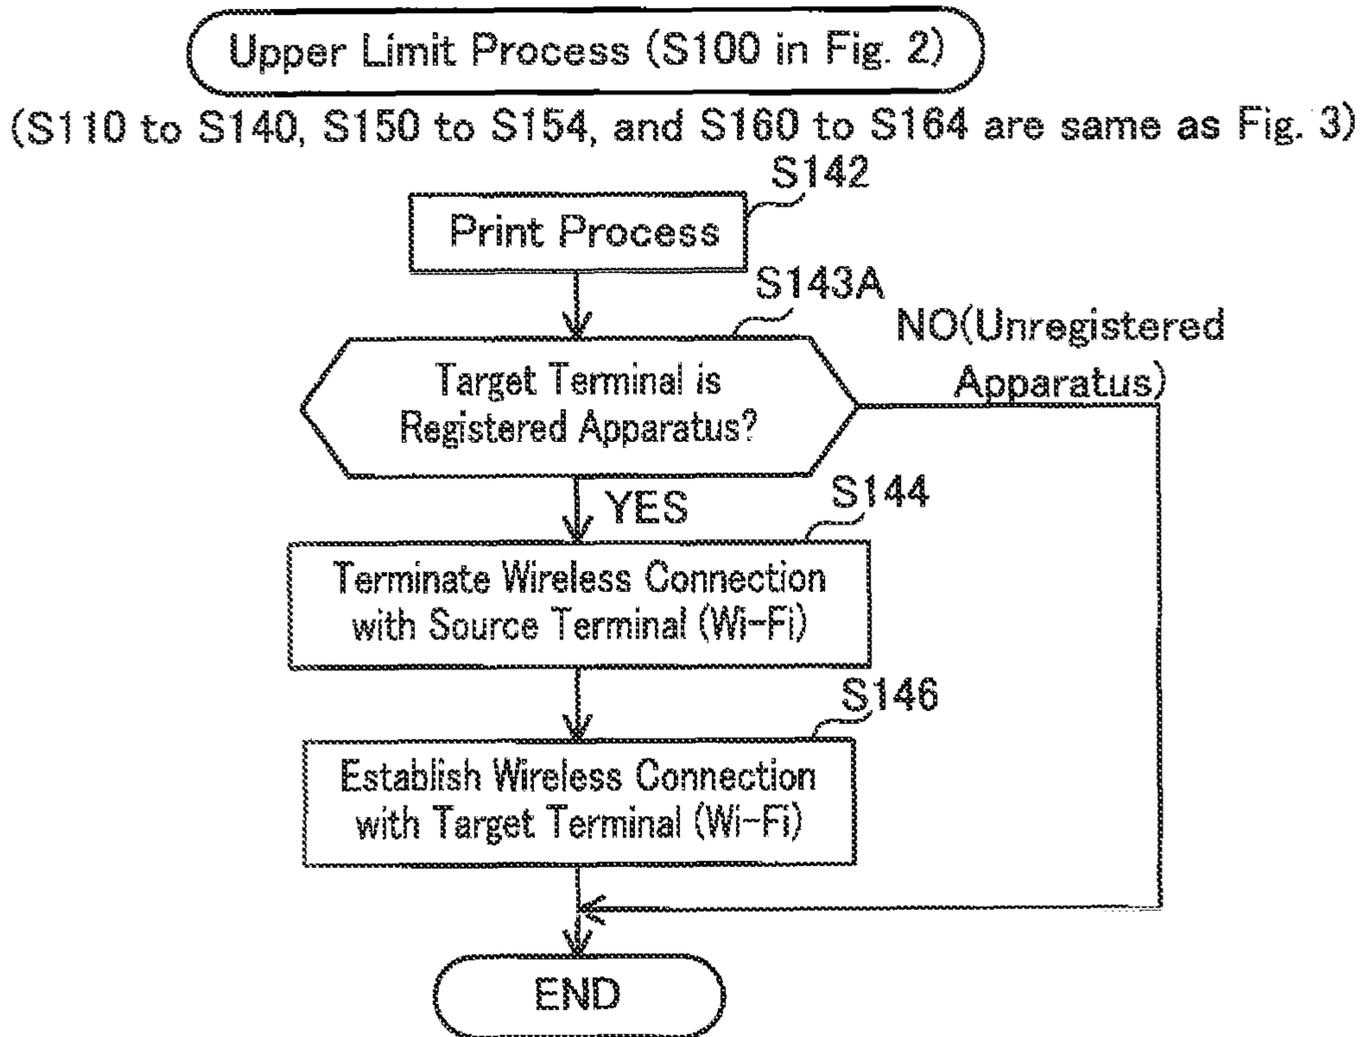 Upper Limit Process (S100 in Fig. 2)
(S110 to S140, S150 to S154, and S160 to S164 are same as Fig. 3)
S142
Print Process
S143A
NO(Unregistered
Apparatus)
Target Terminal is
Registered Apparatus?
YES
S144
Terminate Wireless Connection
with Source Terminal (Wi-Fi)
S146
Establish Wireless Connection
with Target Terminal (Wi-Fi)
END